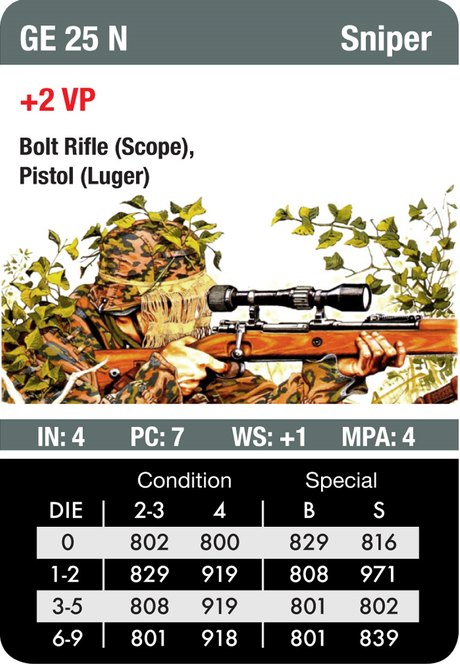 GE 25 N Sniper
+2 VP
Bolt Rifle (Scope),
Pistol (Luger)
IN: 4 PC: 7 WS: +1 MPA: 4
Condition Special
DIE 2-3 4 B S
0 802 800 829 816
1-2 829 919 808 971
3-5 808 919 801 802
6-9 801 918 801 839